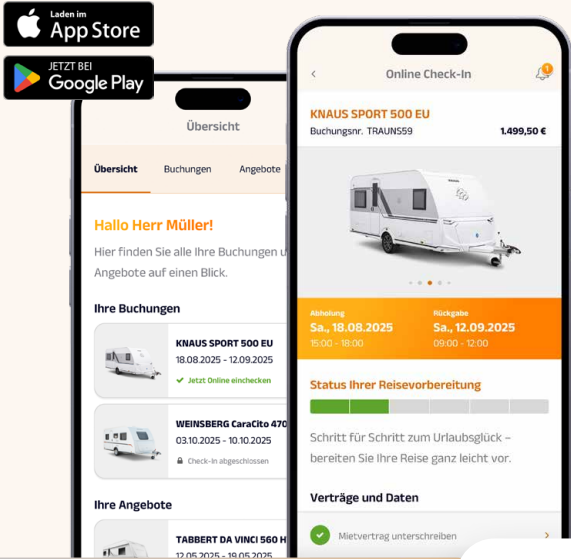 Laden im
App Store
JETZT BEI
Google Play
Übersicht
Übersicht Buchungen Angebote
Hallo Herr Müller!
Hier finden Sie alle Ihre Buchungen u
Angebote auf einen Blick.
Ihre Buchungen
KNAUS SPORT 500 EU
18.08.2025 - 12.09.2025
Jetzt Online einchecken
WEINSBERG CaraCito 470
03.10.2025 - 10.10.2025
Check-in abgeschlossen
Ihre Angebote
TABBERT DA VINCI 560 H
12.05.2025 - 19.05.2025
Online Check-In
1
KNAUS SPORT 500 EU
Buchungsnr. TRAUNS59 1.499,50 €
Abholung Rückgabe
Sa., 18.08.2025 Sa., 12.09.2025
15:00 - 18:00 09:00 - 12:00
Status Ihrer Reisevorbereitung
Schritt für Schritt zum Urlaubsglück –
bereiten Sie Ihre Reise ganz leicht vor.
Verträge und Daten
Mietvertrag unterschreiben